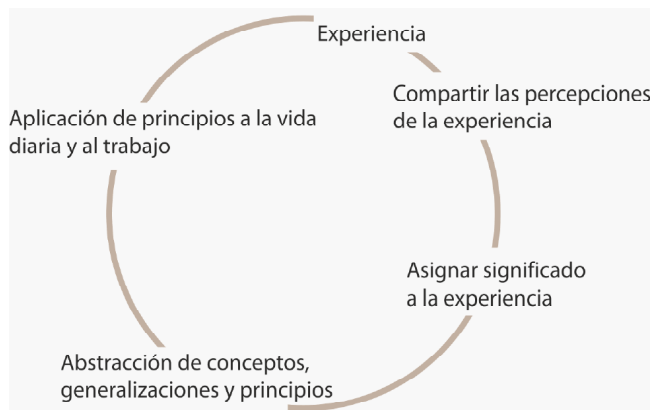 Experiencia
Compartir las percepciones
de la experiencia
Asignar significado
a la experiencia
Abstracción de conceptos,
generalizaciones y principios
Aplicación de principios a la vida
diaria y al trabajo